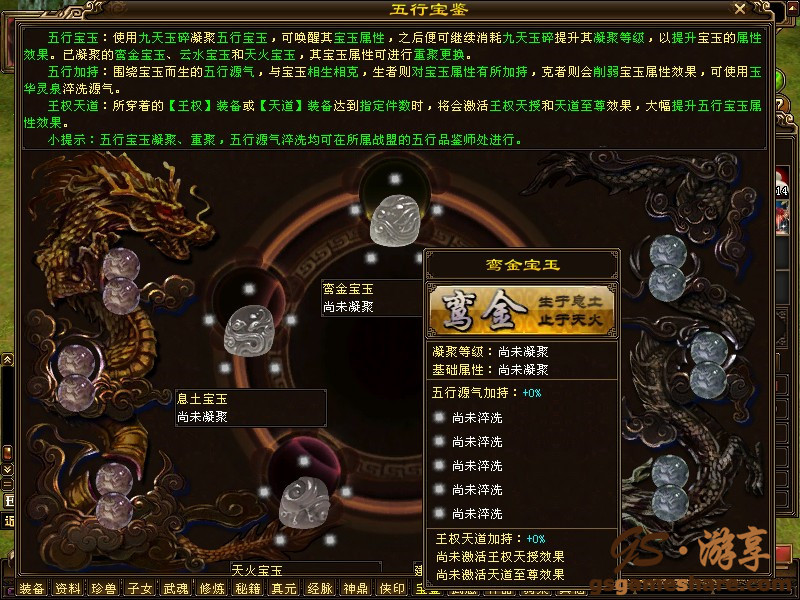 五行宝鉴
五行宝玉：使用九天玉碎凝聚五行宝玉，可唤醒其宝玉属性，之后便可继续消耗九天玉碎提升其凝聚等级，以提升宝玉的属性
效果。已凝聚的鸾金宝玉、云水宝玉和天火宝玉，其宝玉属性可进行重聚更换。
五行加持：围绕宝玉而生的五行源气，与宝玉相生相克，生者则对宝玉属性有所加持，克者则会削弱宝玉属性效果，可使用玉
华灵泉淬洗源气。
王权天道：所穿着的【王权】装备或【天道】装备达到指定件数时，将会激活王权天授和天道至尊效果，大幅提升五行宝玉属
性效果。
小提示：五行宝玉凝聚、重聚，五行源气淬洗均可在所属战盟的五行品鉴师处进行。
14
鸾金宝玉
尚未凝聚
息土宝玉
尚未凝聚
天火宝玉
鸾金宝玉
鸾金
生于息土
止于天火
凝聚等级：尚未凝聚
基础属性：尚未凝聚
五行源气加持：+0%
尚未淬洗
尚未淬洗
尚未淬洗
尚未淬洗
尚未淬洗
王权天道加持：+0%
尚未激活王权天授效果
尚未激活天道至尊效果
GS·游享
装备 资料 珍兽 子女 武魂 修炼 秘籍 真元 经脉 神鼎 侠印